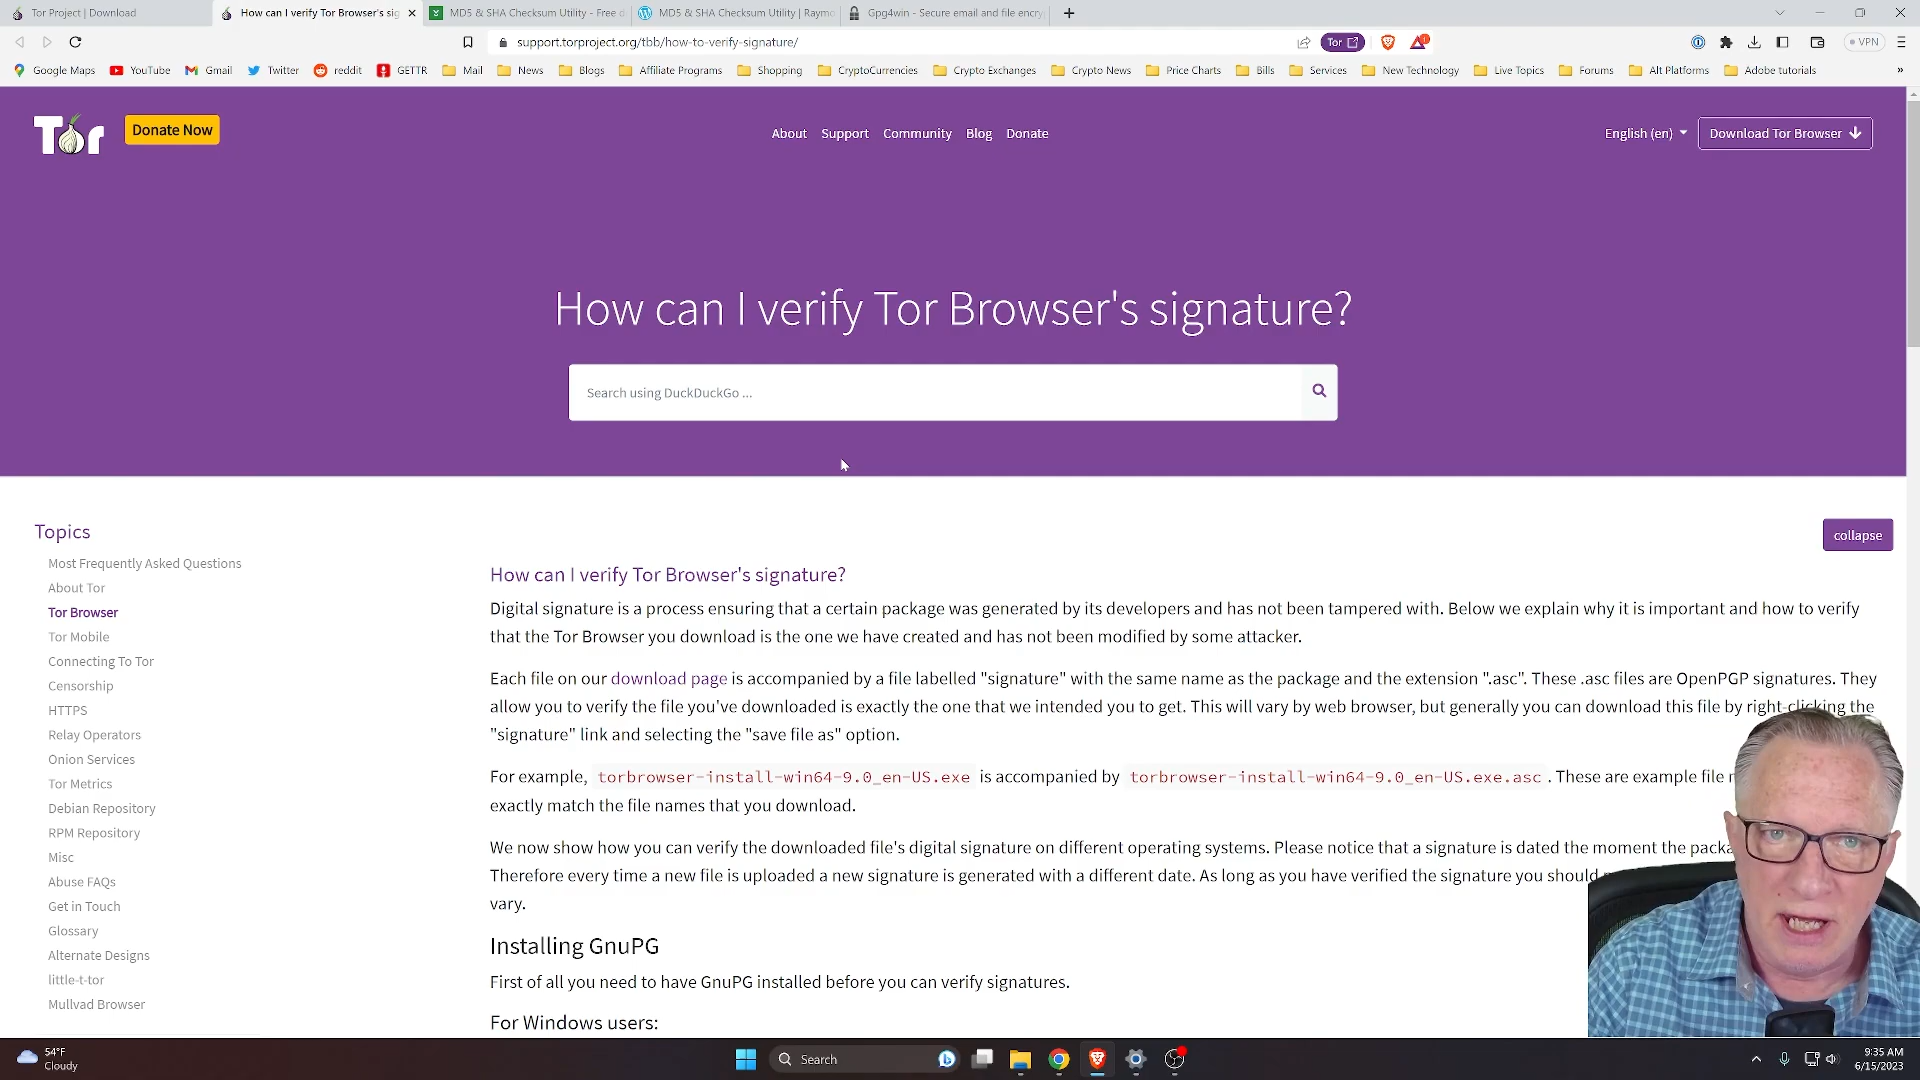 Tor Project | Download
How can I verify Tor Browser's sig
MD5 & SHA Checksum Utility - Free d
MD5 & SHA Checksum Utility | Raymo
Gpg4win - Secure email and file encry
support.torproject.org/tbb/how-to-verify-signature/
Tor
VPN
Google Maps
YouTube
Gmail
Twitter
reddit
GETTR
Mail
News
Blogs
Affiliate Programs
Shopping
CryptoCurrencies
Crypto Exchanges
Crypto News
Price Charts
Bills
Services
New Technology
Live Topics
Forums
Alt Platforms
Adobe tutorials
»
Tor
Donate Now
About
Support
Community
Blog
Donate
English (en)
Download Tor Browser
How can I verify Tor Browser's signature?
Search using DuckDuckGo ...
Topics
Most Frequently Asked Questions
About Tor
Tor Browser
Tor Mobile
Connecting To Tor
Censorship
HTTPS
Relay Operators
Onion Services
Tor Metrics
Debian Repository
RPM Repository
Misc
Abuse FAQs
Get in Touch
Glossary
Alternate Designs
little-t-tor
Mullvad Browser
collapse
How can I verify Tor Browser's signature?
Digital signature is a process ensuring that a certain package was generated by its developers and has not been tampered with. Below we explain why it is important and how to verify
that the Tor Browser you download is the one we have created and has not been modified by some attacker.
Each file on our download page is accompanied by a file labelled "signature" with the same name as the package and the extension ".asc". These .asc files are OpenPGP signatures. They
allow you to verify the file you've downloaded is exactly the one that we intended you to get. This will vary by web browser, but generally you can download this file by right-clicking the
"signature" link and selecting the "save file as" option.
For example, torbrowser-install-win64-9.0_en-US.exe is accompanied by torbrowser-install-win64-9.0_en-US.exe.asc . These are example file
exactly match the file names that you download.
We now show how you can verify the downloaded file's digital signature on different operating systems. Please notice that a signature is dated the moment the
Therefore every time a new file is uploaded a new signature is generated with a different date. As long as you have verified the signature you should
vary.
Installing GnuPG
First of all you need to have GnuPG installed before you can verify signatures.
For Windows users:
54°F
Cloudy
Search
9:35 AM
6/15/2023